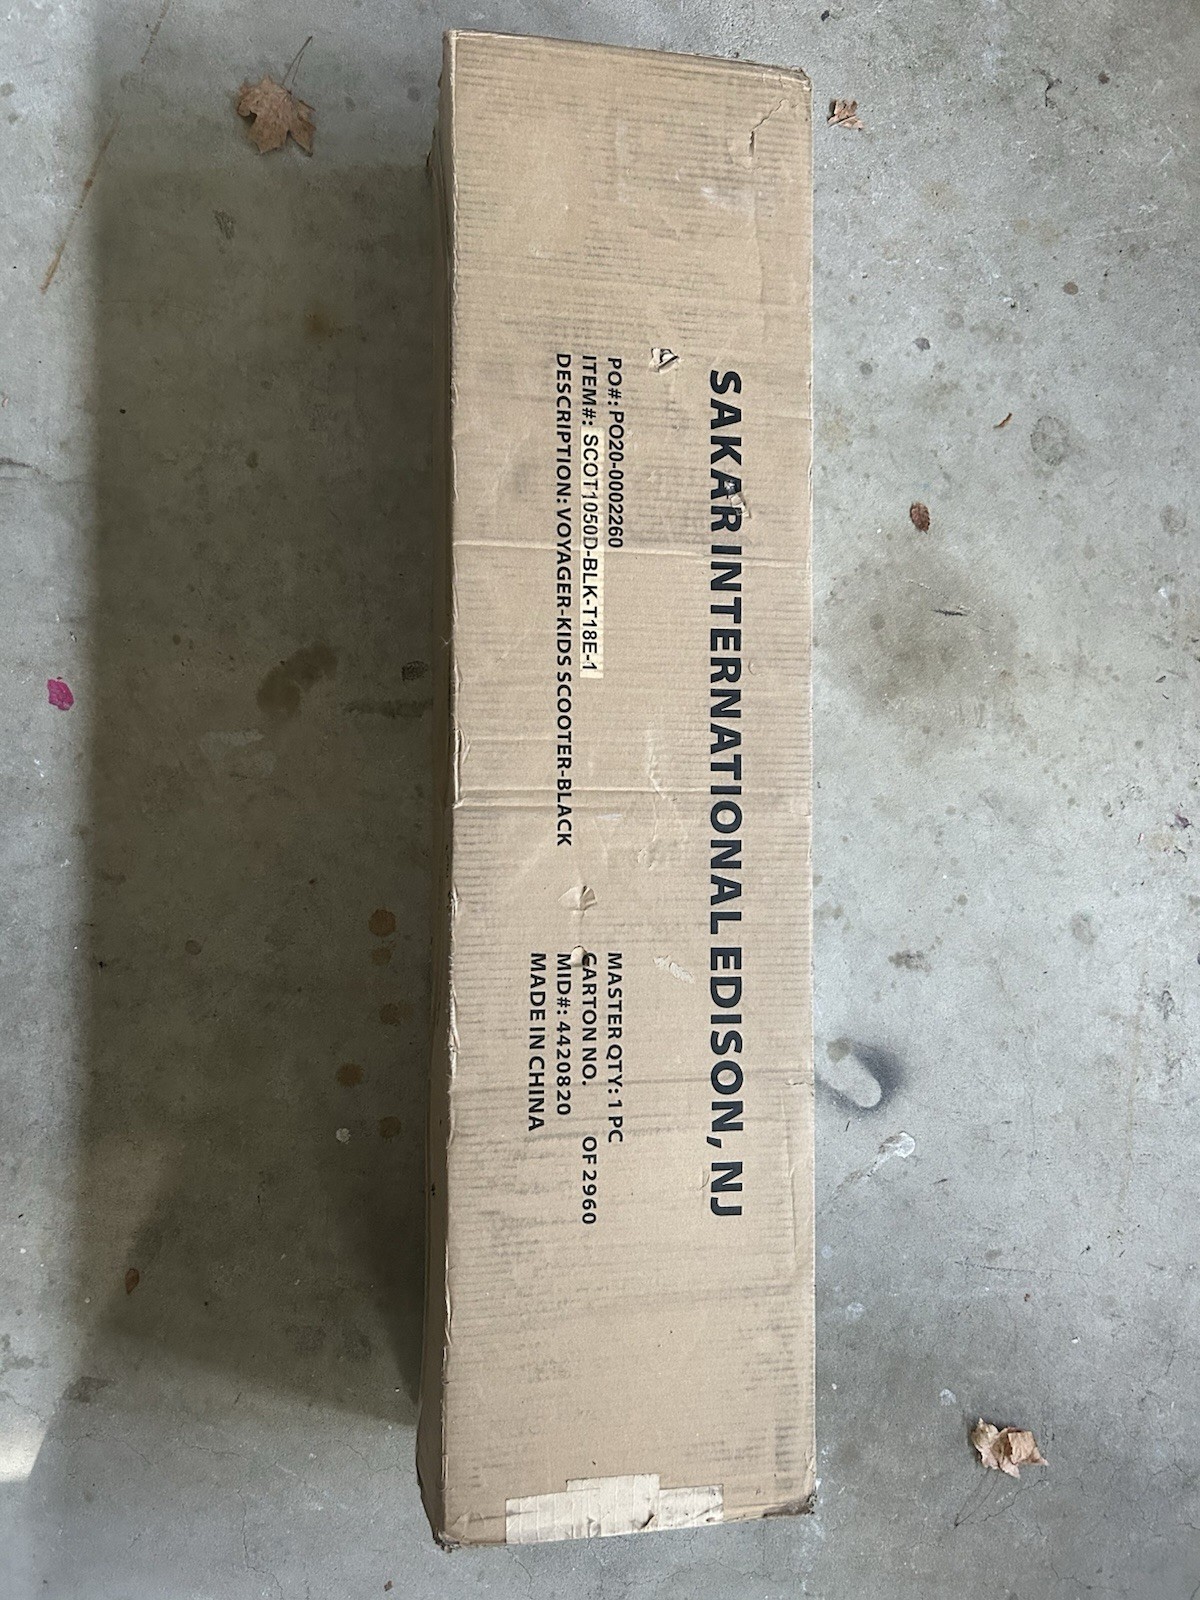 SAKAR INTERNATIONAL EDISON, NJ
PO#: PO20-0002260
ITEM#: SCOT1050D-BLK-T18E-1
DESCRIPTION: VOYAGER-KIDS SCOOTER-BLACK
MASTER QTY: 1 PC
CARTON NO. OF 2960
MID#: 4420820
MADE IN CHINA